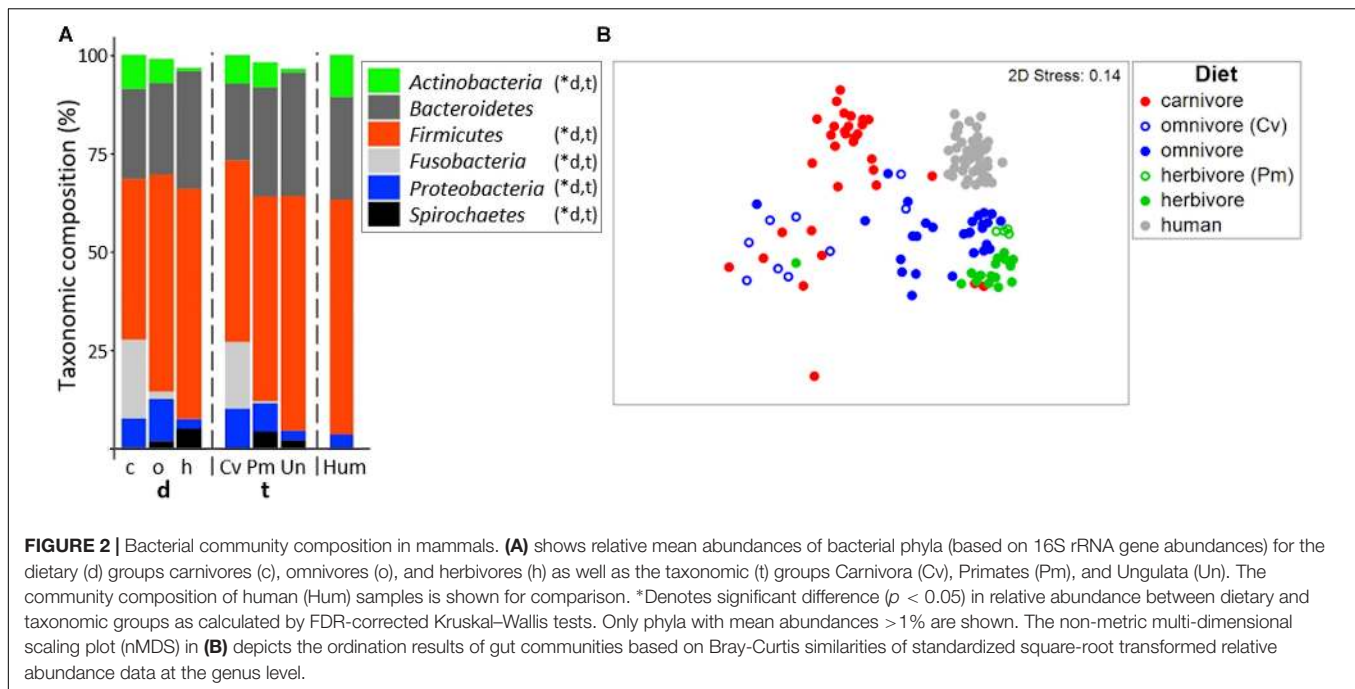 A
100
75
50
25
Taxonomic composition (%)
c o h | Cv Pm Un | Hum
d t
Actinobacteria (*d,t)
Bacteroidetes
Firmicutes (*d,t)
Fusobacteria (*d,t)
Proteobacteria (*d,t)
Spirochaetes (*d,t)
B
2D Stress: 0.14
Diet
carnivore
omnivore (Cv)
omnivore
herbivore (Pm)
herbivore
human
FIGURE 2 | Bacterial community composition in mammals. (A) shows relative mean abundances of bacterial phyla (based on 16S rRNA gene abundances) for the
dietary (d) groups carnivores (c), omnivores (o), and herbivores (h) as well as the taxonomic (t) groups Carnivora (Cv), Primates (Pm), and Ungulata (Un). The
community composition of human (Hum) samples is shown for comparison. *Denotes significant difference (p < 0.05) in relative abundance between dietary and
taxonomic groups as calculated by FDR-corrected Kruskal–Wallis tests. Only phyla with mean abundances >1% are shown. The non-metric multi-dimensional
scaling plot (nMDS) in (B) depicts the ordination results of gut communities based on Bray-Curtis similarities of standardized square-root transformed relative
abundance data at the genus level.